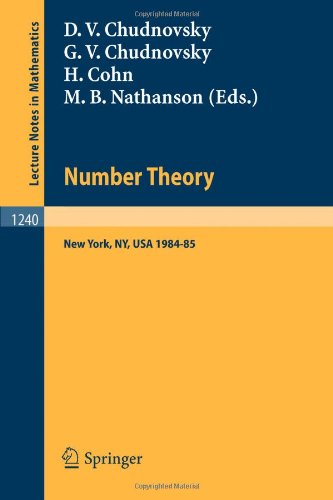 D. V. Chudnovsky
G. V. Chudnovsky
H. Cohn
M. B. Nathanson (Eds.)
Lecture Notes in Mathematics
1240
Number Theory
New York, NY, USA 1984-85
Springer